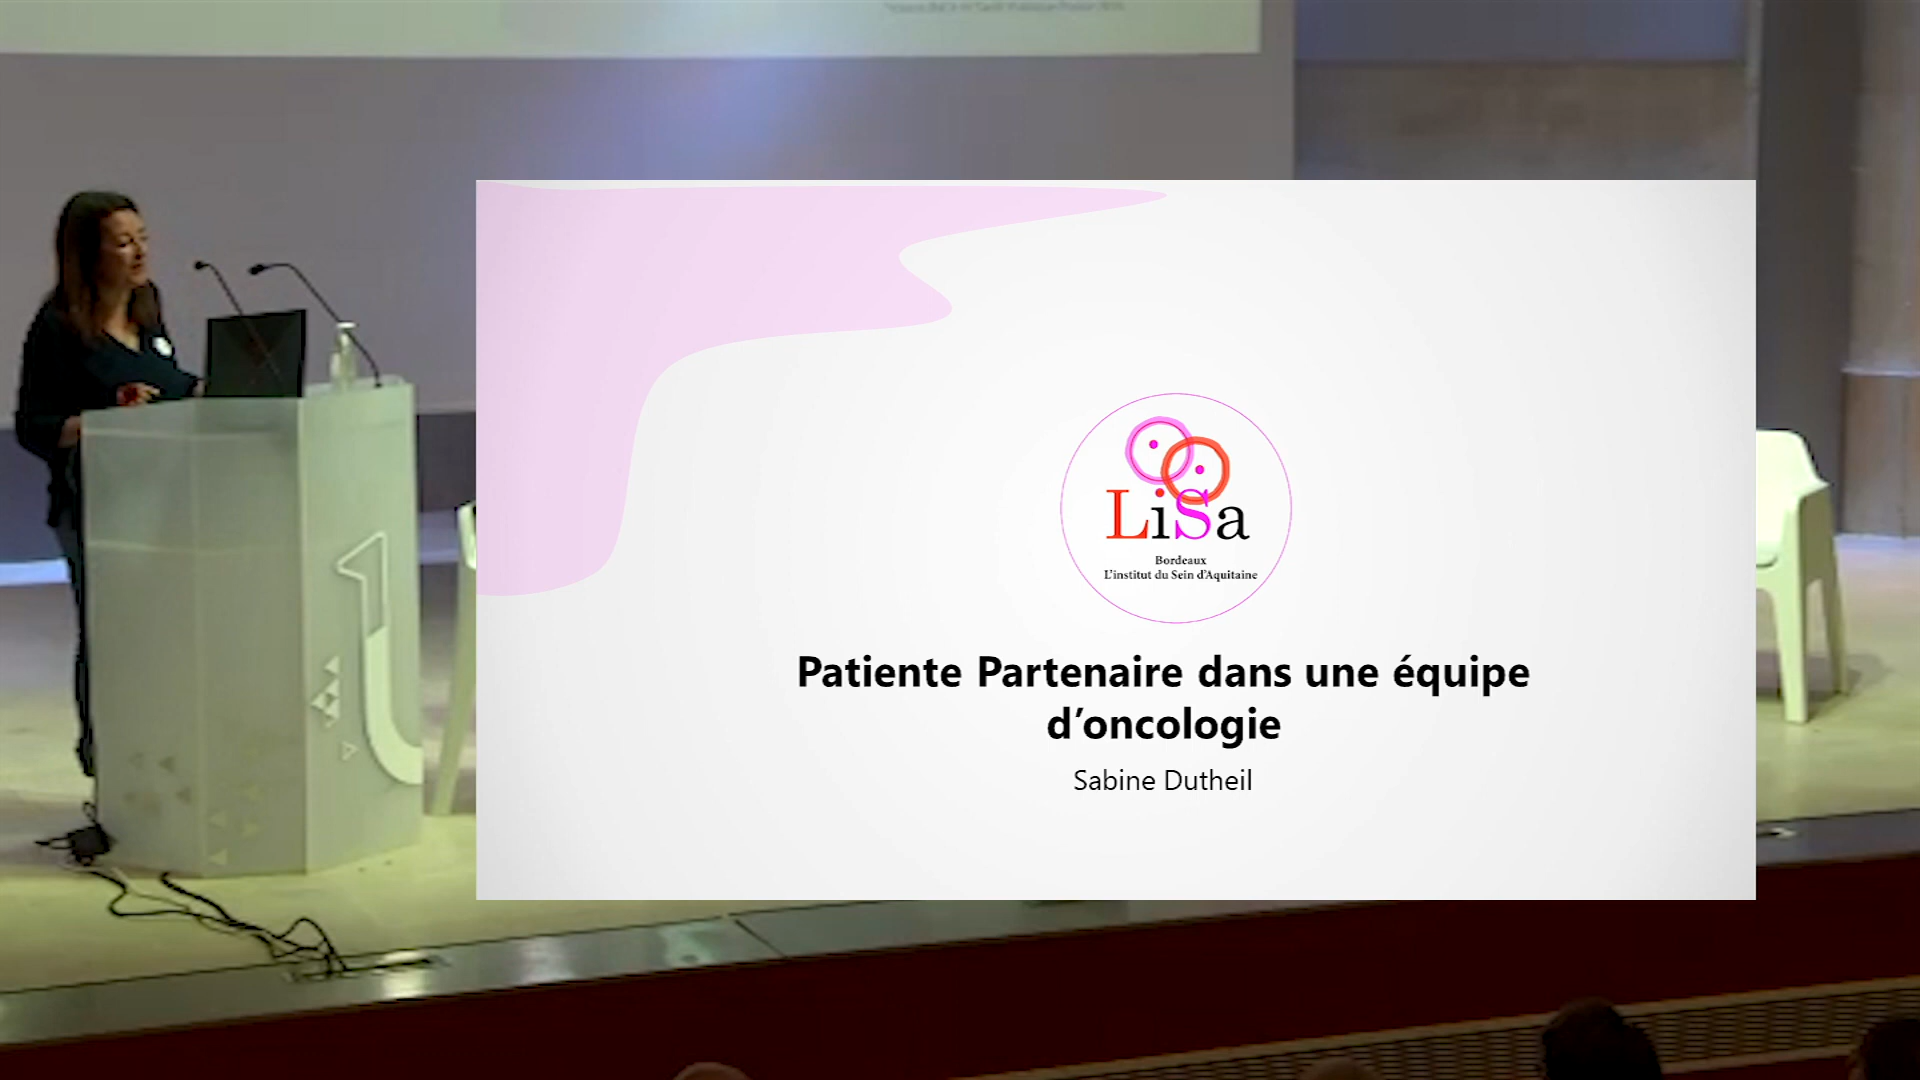 LiSa
Bordeaux
L'institut du Sein d'Aquitaine
Patiente Partenaire dans une équipe
d’oncologie
Sabine Dutheil